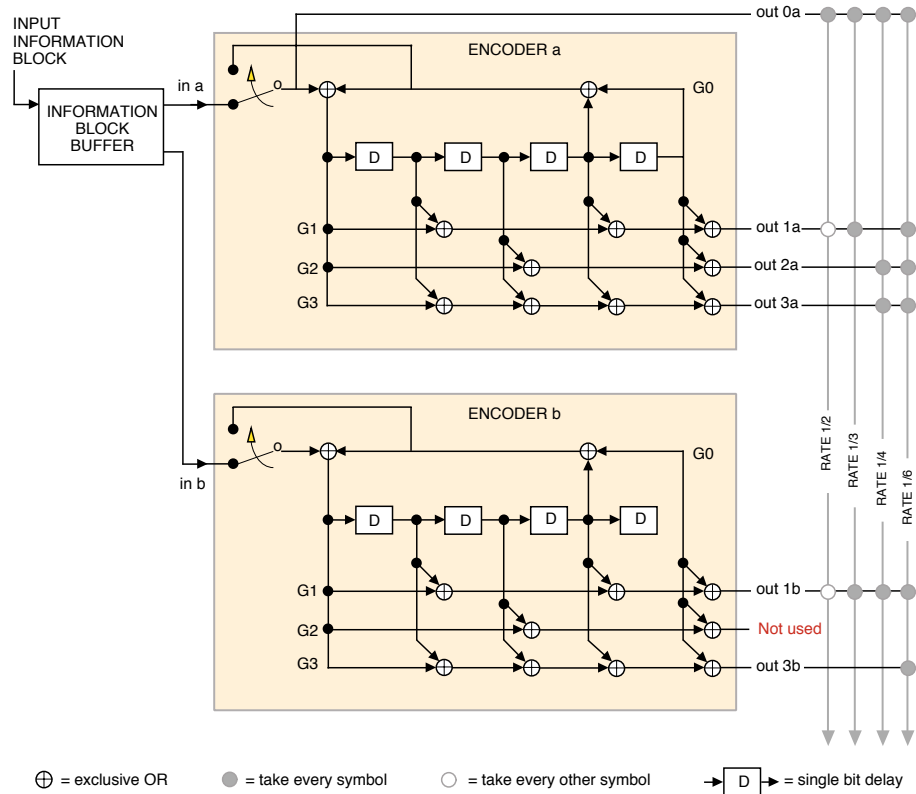 INPUT
INFORMATION
BLOCK
INFORMATION
BLOCK
BUFFER
in a
in b
ENCODER a
o
G0
D
D
D
D
G1
G2
G3
out 0a
out 1a
out 2a
out 3a
ENCODER b
o
G0
D
D
D
D
G1
G2
G3
out 1b
Not used
out 3b
RATE 1/2
RATE 1/3
RATE 1/4
RATE 1/6
= exclusive OR
= take every symbol
= take every other symbol
D = single bit delay